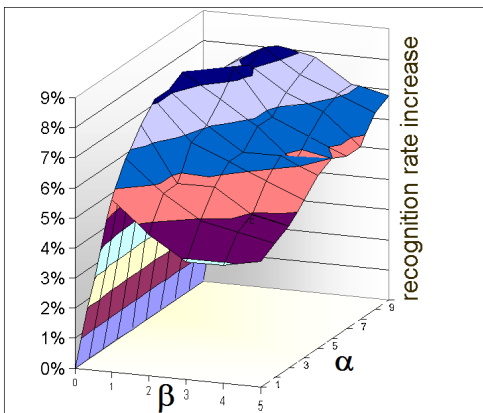 recognition rate increase
9%
8%
7%
6%
5%
4%
3%
2%
1%
0%
0 1 2 3 4 5
β
1 3 5 7 9
α